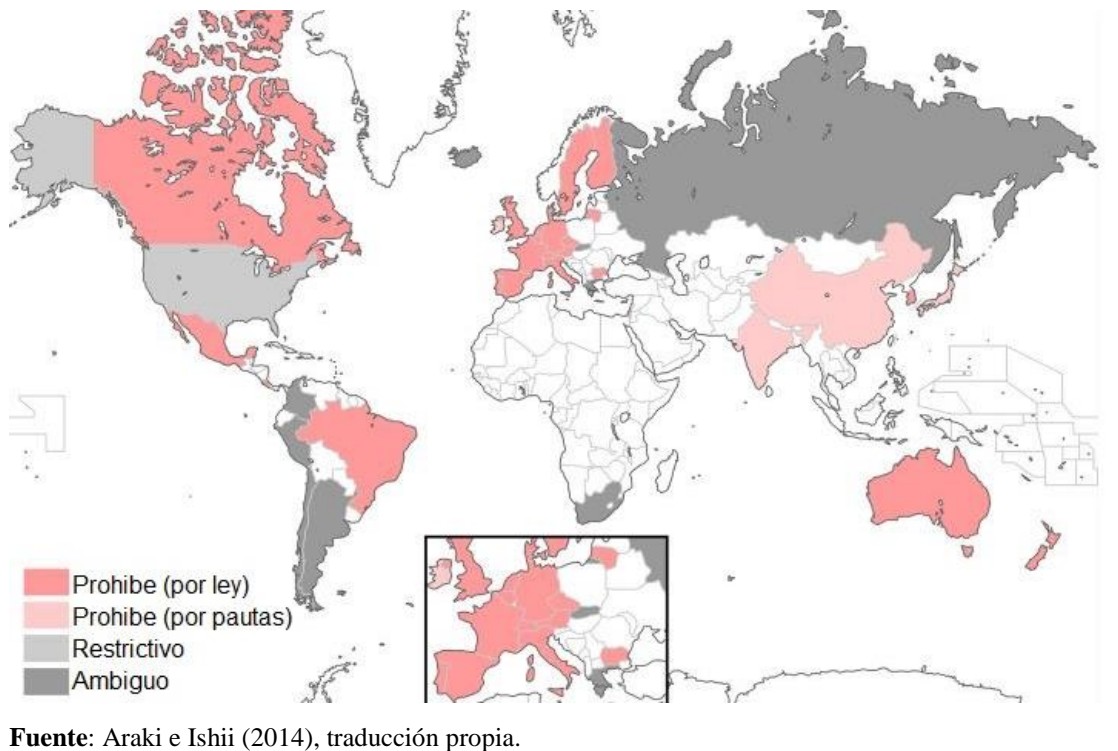 Prohibe (por ley)
Prohibe (por pautas)
Restrictivo
Ambiguo
Fuente: Araki e Ishii (2014), traducción propia.